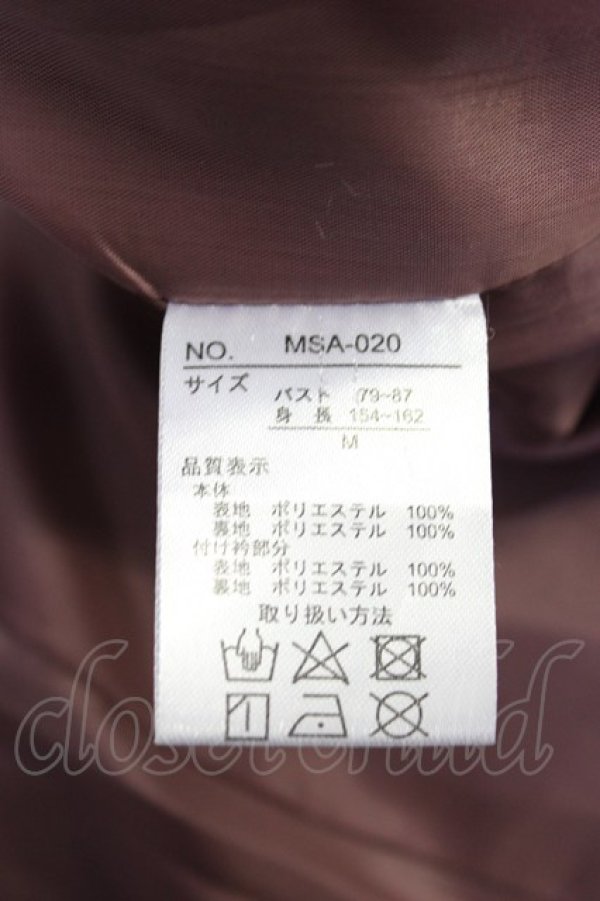 NO. MSA-020
サイズ バスト 79~87
身長 154~162
M
品質表示
本体
表地 ポリエステル 100%
裏地 ポリエステル 100%
付け衿部分
表地 ポリエステル 100%
裏地 ポリエステル 100%
取り扱い方法
closet child